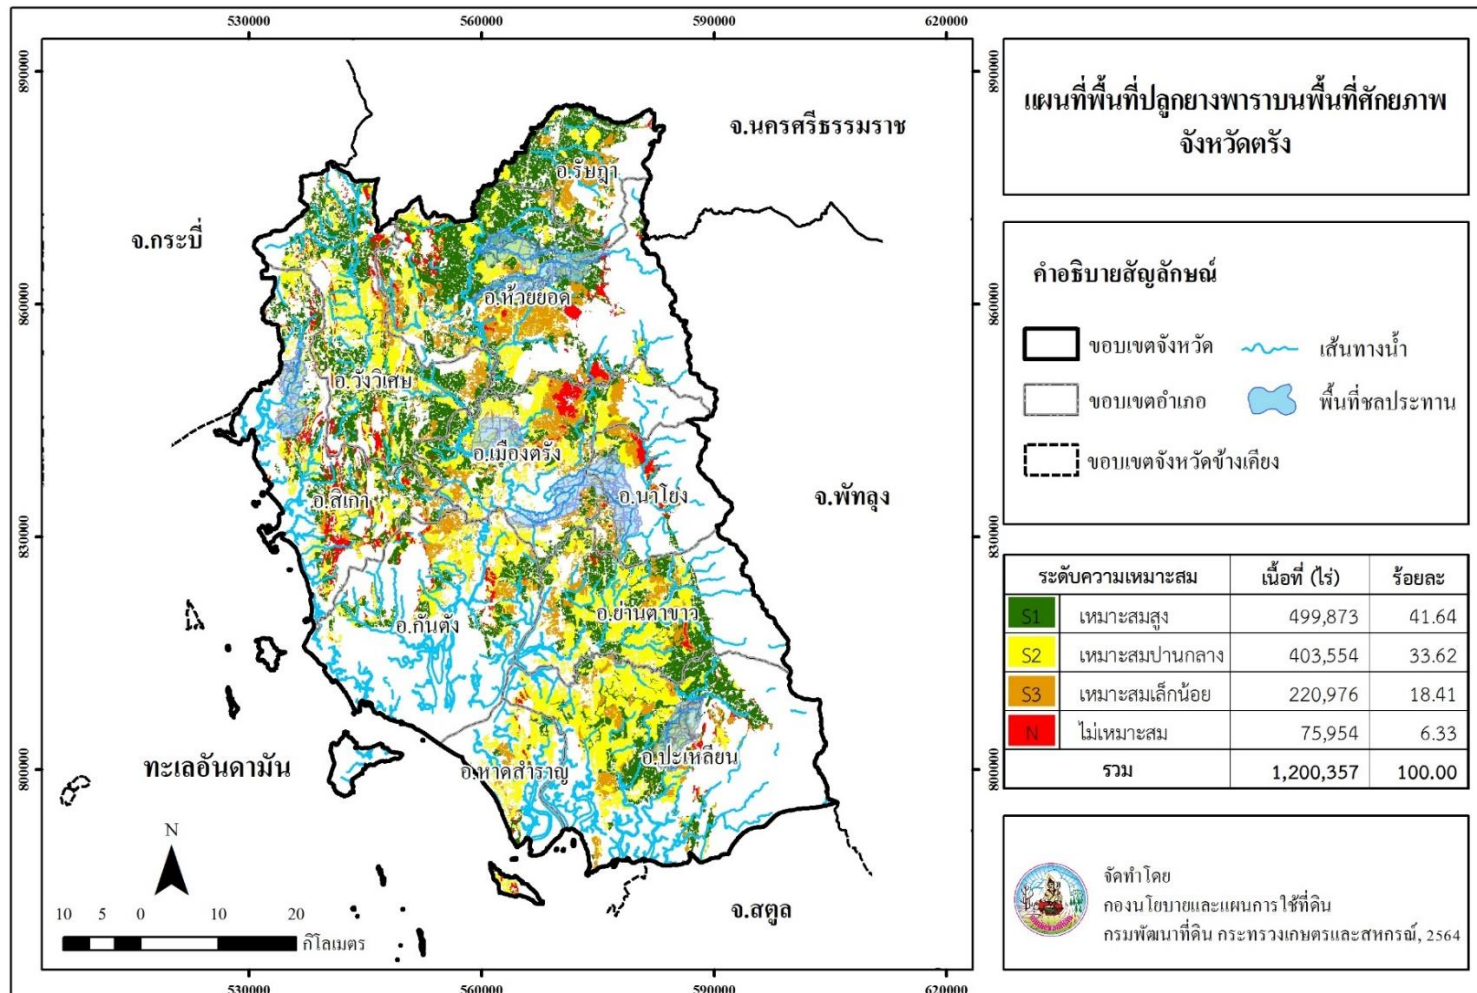 530000
560000
590000
620000
890000
860000
830000
800000
890000
860000
830000
800000
530000
560000
590000
620000
จ.นครศรีธรรมราช
จ.กระบี่
จ.พัทลุง
จ.สตูล
ทะเลอันดามัน
อ.รัษฎา
อ.ห้วยยอด
อ.วังวิเศษ
อ.เมืองตรัง
อ.สิเกา
อ.นาโยง
อ.กันตัง
อ.ย่านตาขาว
อ.หาดสำราญ
อ.ปะเหลียน
N
10 5 0 10 20
กิโลเมตร
แผนที่พื้นที่ปลูกยางพาราบนพื้นที่ศักยภาพ
จังหวัดตรัง
คำอธิบายสัญลักษณ์
ขอบเขตจังหวัด เส้นทางน้ำ
ขอบเขตอำเภอ พื้นที่ชลประทาน
ขอบเขตจังหวัดข้างเคียง
ระดับความเหมาะสม เนื้อที่ (ไร่) ร้อยละ
S1 เหมาะสมสูง 499,873 41.64
S2 เหมาะสมปานกลาง 403,554 33.62
S3 เหมาะสมเล็กน้อย 220,976 18.41
N ไม่เหมาะสม 75,954 6.33
รวม 1,200,357 100.00
จัดทำโดย
กองนโยบายและแผนการใช้ที่ดิน
กรมพัฒนาที่ดิน กระทรวงเกษตรและสหกรณ์, 2564